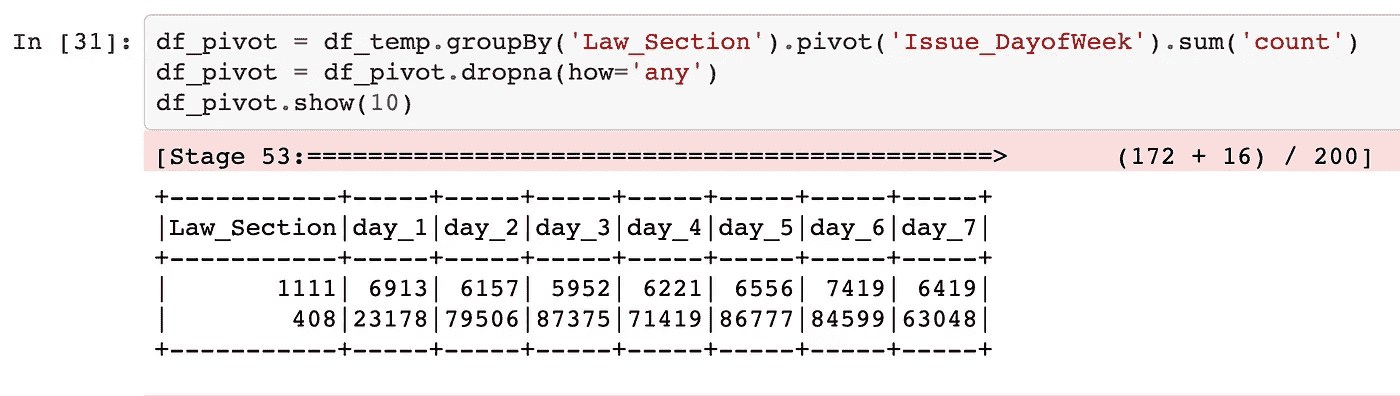 In [31]: df_pivot = df_temp.groupBy('Law_Section').pivot('Issue_DayofWeek').sum('count')
df_pivot = df_pivot.dropna(how='any')
df_pivot.show(10)
[Stage 53:=============================================>       (172 + 16) / 200]
+-----------+-----+-----+-----+-----+-----+-----+-----+
|Law_Section|day_1|day_2|day_3|day_4|day_5|day_6|day_7|
+-----------+-----+-----+-----+-----+-----+-----+-----+
|       1111| 6913| 6157| 5952| 6221| 6556| 7419| 6419|
|        408|23178|79506|87375|71419|86777|84599|63048|
+-----------+-----+-----+-----+-----+-----+-----+-----+